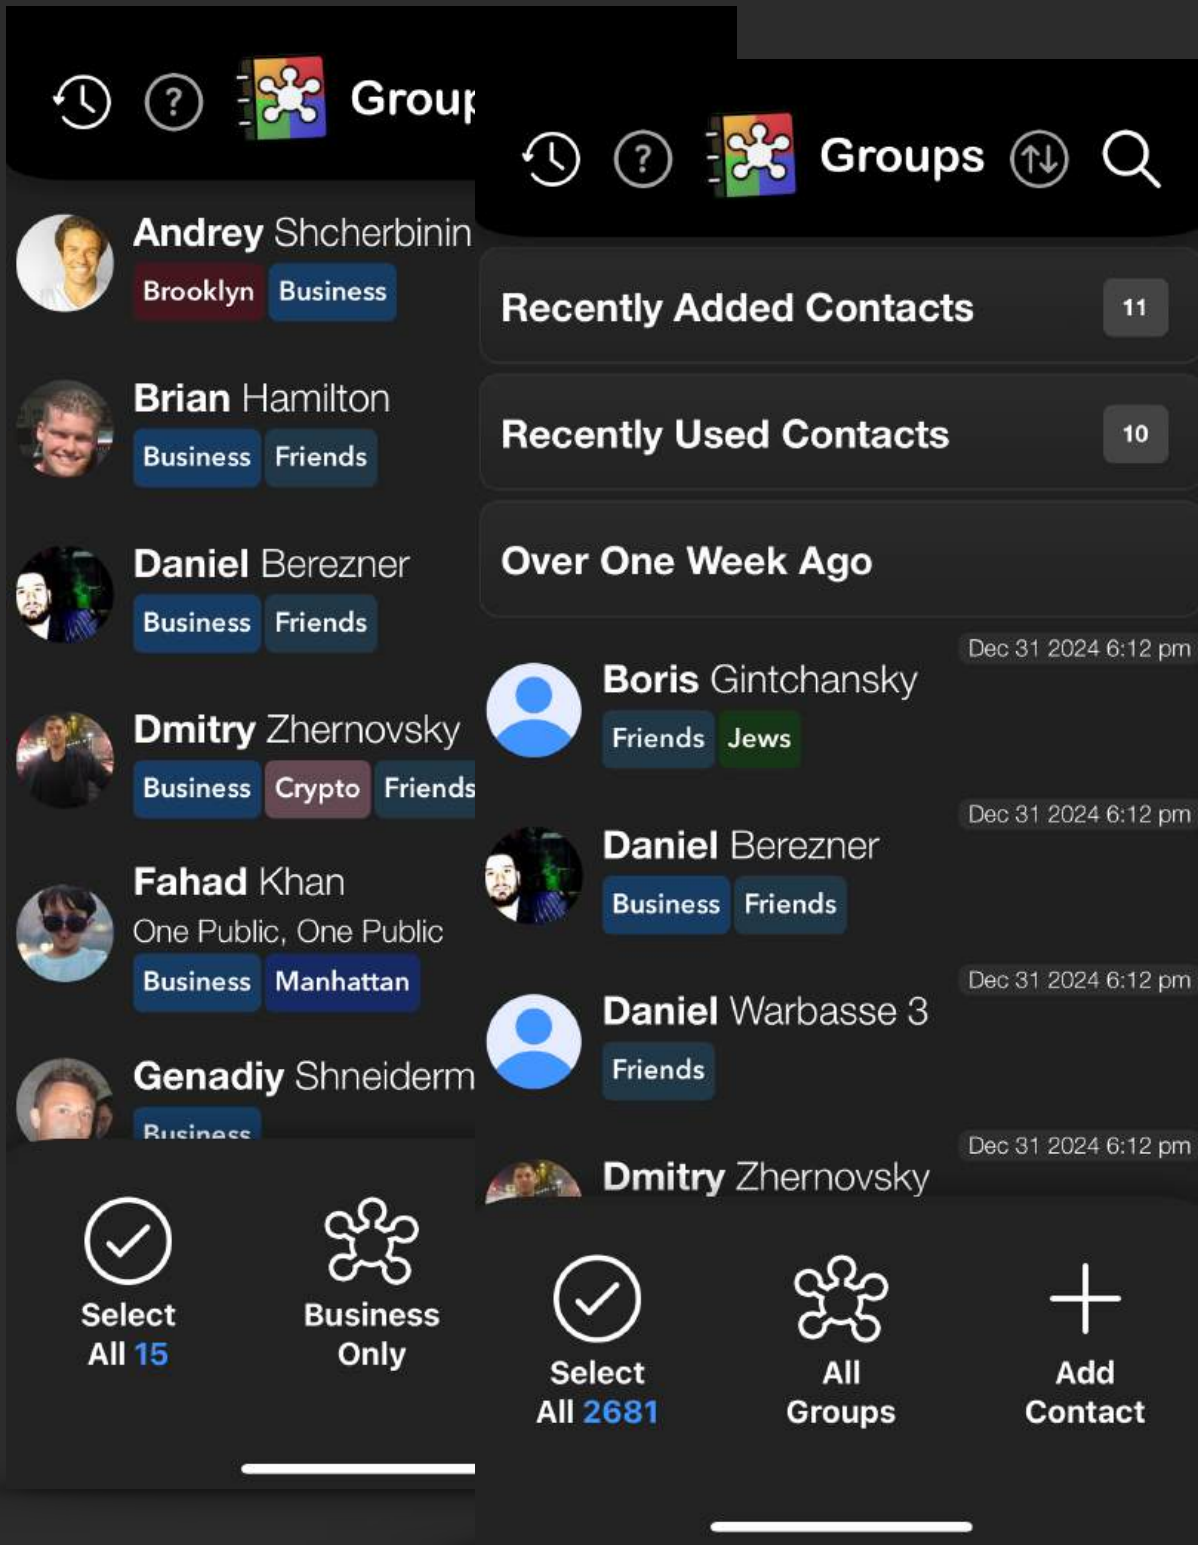 Group
Andrey Shcherbinin
Brooklyn Business
Brian Hamilton
Business Friends
Daniel Berezner
Business Friends
Dmitry Zhernovsky
Business Crypto Friends
Fahad Khan
One Public, One Public
Business Manhattan
Genadiy Shneiderm
Business
Select
All 15
Business
Only
? Groups
Recently Added Contacts 11
Recently Used Contacts 10
Over One Week Ago
Dec 31 2024 6:12 pm
Boris Gintchansky
Friends Jews
Dec 31 2024 6:12 pm
Daniel Berezner
Business Friends
Dec 31 2024 6:12 pm
Daniel Warbasse 3
Friends
Dec 31 2024 6:12 pm
Dmitry Zhernovsky
Select
All 2681
All
Groups
Add
Contact